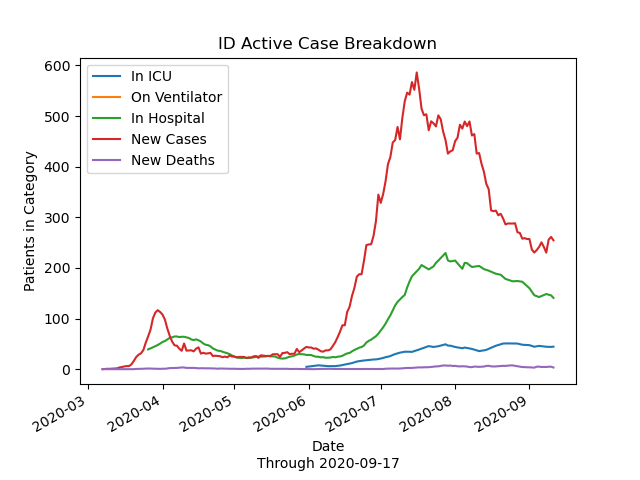 ID Active Case Breakdown
In ICU
On Ventilator
In Hospital
New Cases
New Deaths
Patients in Category
600
500
400
300
200
100
0
2020-03
2020-04
2020-05
2020-06
2020-07
2020-08
2020-09
Date
Through 2020-09-17